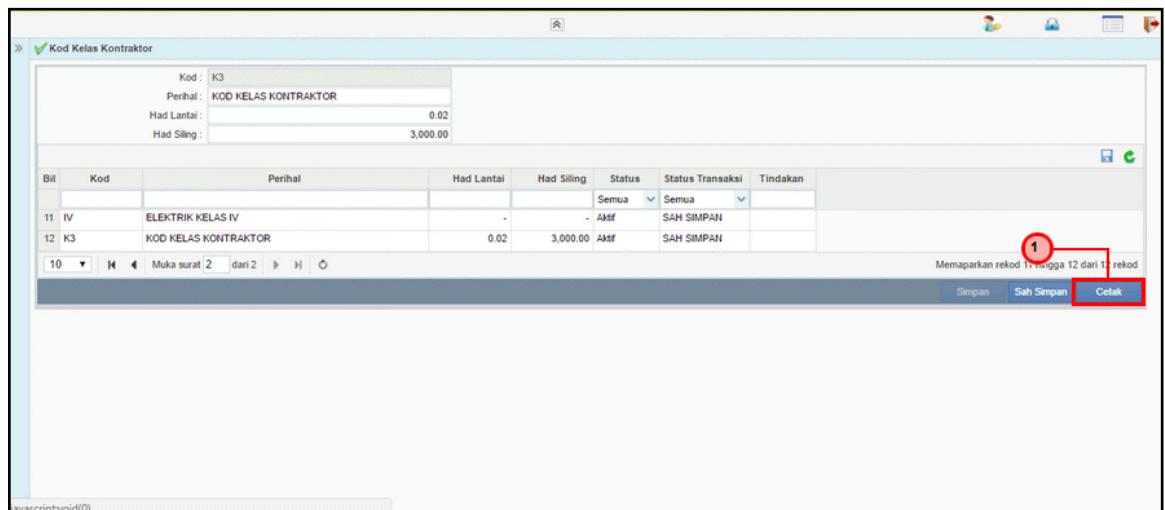 Kod Kelas Kontraktor
Kod : K3
Perihal : KOD KELAS KONTRAKTOR
Had Lantai : 0.02
Had Siling : 3,000.00
Bil Kod Perihal Had Lantai Had Siling Status Status Transaksi Tindakan
Semua Semua
11 IV ELEKTRIK KELAS IV - - Aktif SAH SIMPAN
12 K3 KOD KELAS KONTRAKTOR 0.02 3,000.00 Aktif SAH SIMPAN
1
10 Muka surat 2 dari 2 Memaparkan rekod 11 hingga 12 dari 12 rekod
Simpan Sah Simpan Cetak
avascript:void(0)